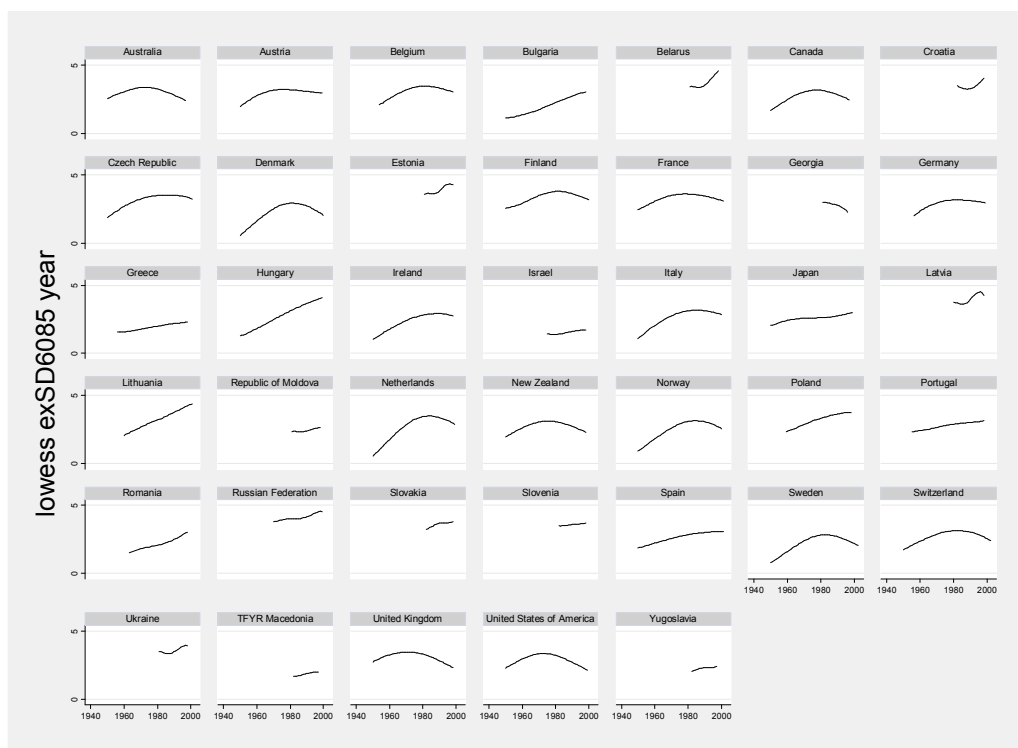 lowess exSD6085 year
Australia Austria Belgium Bulgaria Belarus Canada Croatia
5
0
Czech Republic Denmark Estonia Finland France Georgia Germany
5
0
Greece Hungary Ireland Israel Italy Japan Latvia
5
0
Lithuania Republic of Moldova Netherlands New Zealand Norway Poland Portugal
5
0
Romania Russian Federation Slovakia Slovenia Spain Sweden Switzerland
5
0
1940 1960 1980 2000 1940 1960 1980 2000
Ukraine TFYR Macedonia United Kingdom United States of America Yugoslavia
5
0
1940 1960 1980 2000 1940 1960 1980 2000 1940 1960 1980 2000 1940 1960 1980 2000 1940 1960 1980 2000